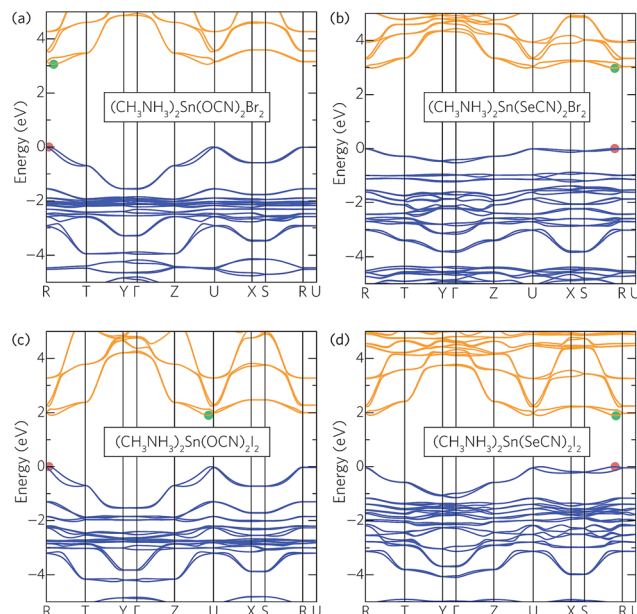 (a)
(b)
4
2
0
−2
−4
Energy (eV)
(CH₃NH₃)₂Sn(OCN)₂Br₂
R T Y Γ Z U X S R U
4
2
0
−2
−4
Energy (eV)
(CH₃NH₃)₂Sn(SeCN)₂Br₂
R T Y Γ Z U X S R U
(c)
(d)
4
2
0
−2
−4
Energy (eV)
(CH₃NH₃)₂Sn(OCN)₂I₂
R T Y Γ Z U X S R U
4
2
0
−2
−4
Energy (eV)
(CH₃NH₃)₂Sn(SeCN)₂I₂
R T Y Γ Z U X S R U